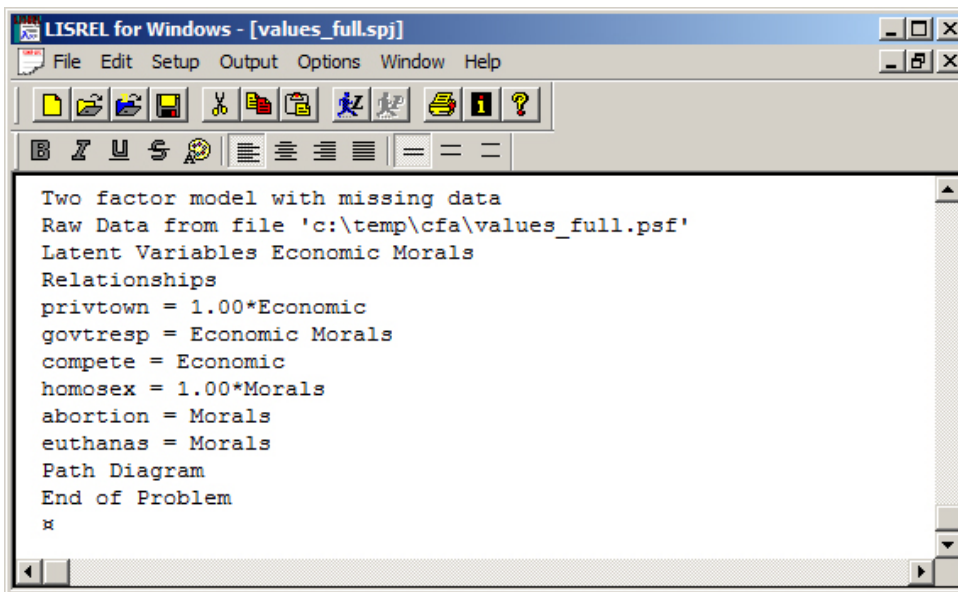 LISREL for Windows - [values_full.spj]
File Edit Setup Output Options Window Help
B I U S
Two factor model with missing data
Raw Data from file 'c:\temp\cfa\values_full.psf'
Latent Variables Economic Morals
Relationships
privtown = 1.00*Economic
govtresp = Economic Morals
compete = Economic
homosex = 1.00*Morals
abortion = Morals
euthanas = Morals
Path Diagram
End of Problem
¤